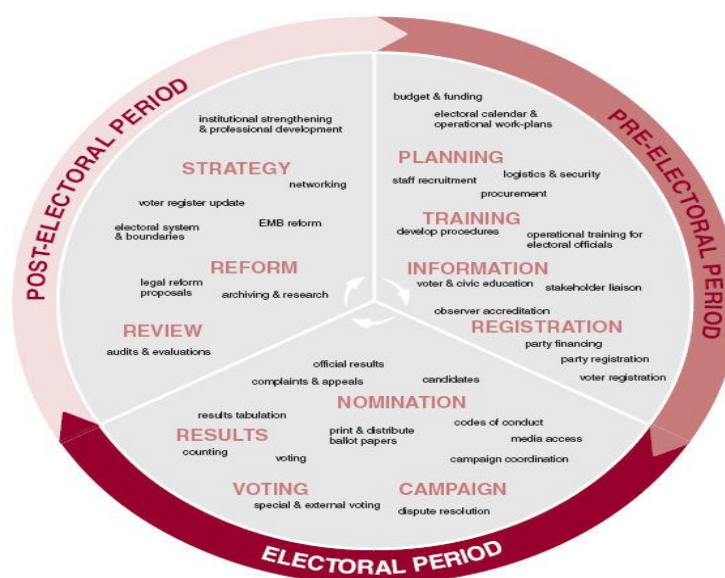 POST-ELECTORAL PERIOD
institutional strengthening
& professional development
STRATEGY
networking
voter register update
electoral system
& boundaries
EMB reform
REFORM
legal reform
proposals
archiving & research
REVIEW
audits & evaluations
PRE-ELECTORAL PERIOD
budget & funding
electoral calendar &
operational work-plans
PLANNING
logistics & security
staff recruitment
procurement
TRAINING
develop procedures
operational training for
electoral officials
INFORMATION
voter & civic education
stakeholder liaison
observer accreditation
REGISTRATION
party financing
party registration
voter registration
official results
complaints & appeals
candidates
NOMINATION
results tabulation
print & distribute
ballot papers
codes of conduct
RESULTS
media access
counting
voting
campaign coordination
VOTING
CAMPAIGN
special & external voting
dispute resolution
ELECTORAL PERIOD